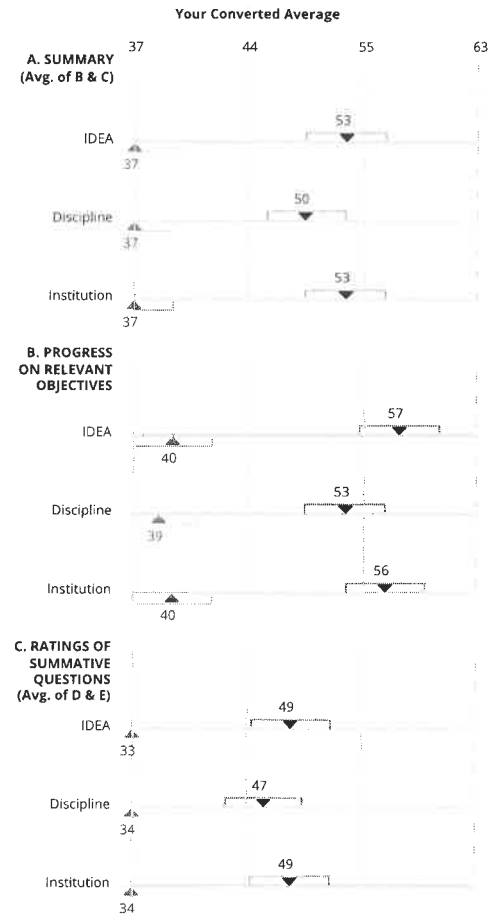 Your Converted Average
37 44 55 63
A. SUMMARY
(Avg. of B & C)
53
IDEA
37
50
Discipline
37
53
Institution
37
B. PROGRESS
ON RELEVANT
OBJECTIVES
57
IDEA
40
53
Discipline
39
56
Institution
40
C. RATINGS OF
SUMMATIVE
QUESTIONS
(Avg. of D & E)
49
IDEA
33
47
Discipline
34
49
Institution
34